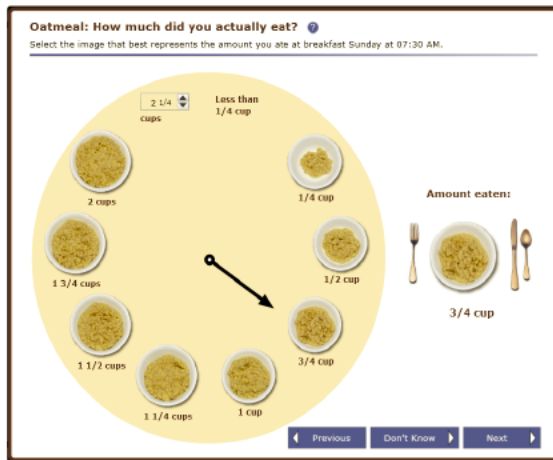 Oatmeal: How much did you actually eat? ?
Select the image that best represents the amount you ate at breakfast Sunday at 07:30 AM.
2 1/4
cups
Less than
1/4 cup
1/4 cup
1/2 cup
3/4 cup
1 cup
1 1/4 cups
1 1/2 cups
1 3/4 cups
2 cups
Amount eaten:
3/4 cup
Previous
Don't Know
Next